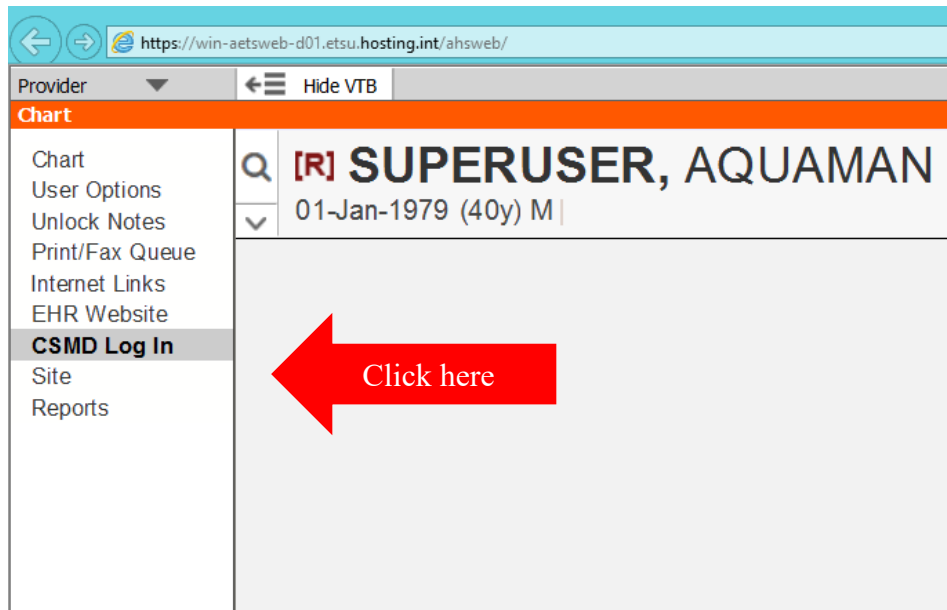 https://win-aetsweb-d01.etsu.hosting.int/ahsweb/
Provider
Hide VTB
Chart
Chart
User Options
Unlock Notes
Print/Fax Queue
Internet Links
EHR Website
CSMD Log In
Site
Reports
[R] SUPERUSER, AQUAMAN
01-Jan-1979 (40y) M
Click here